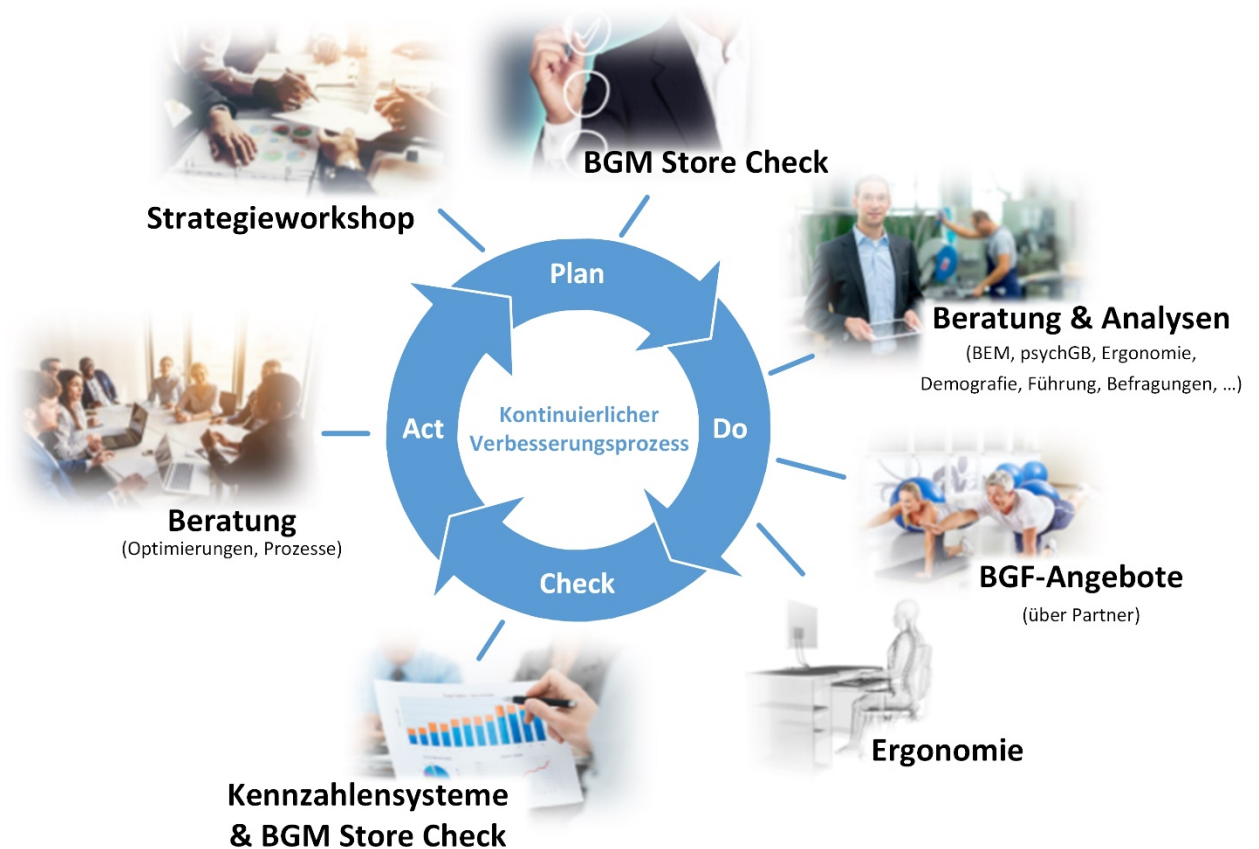 BGM Store Check
Strategieworkshop
Plan
Beratung & Analysen
(BEM, psychGB, Ergonomie,
Demografie, Führung, Befragungen, ...)
Act
Kontinuierlicher
Verbesserungsprozess
Do
Beratung
(Optimierungen, Prozesse)
BGF-Angebote
(über Partner)
Check
Ergonomie
Kennzahlensysteme
& BGM Store Check